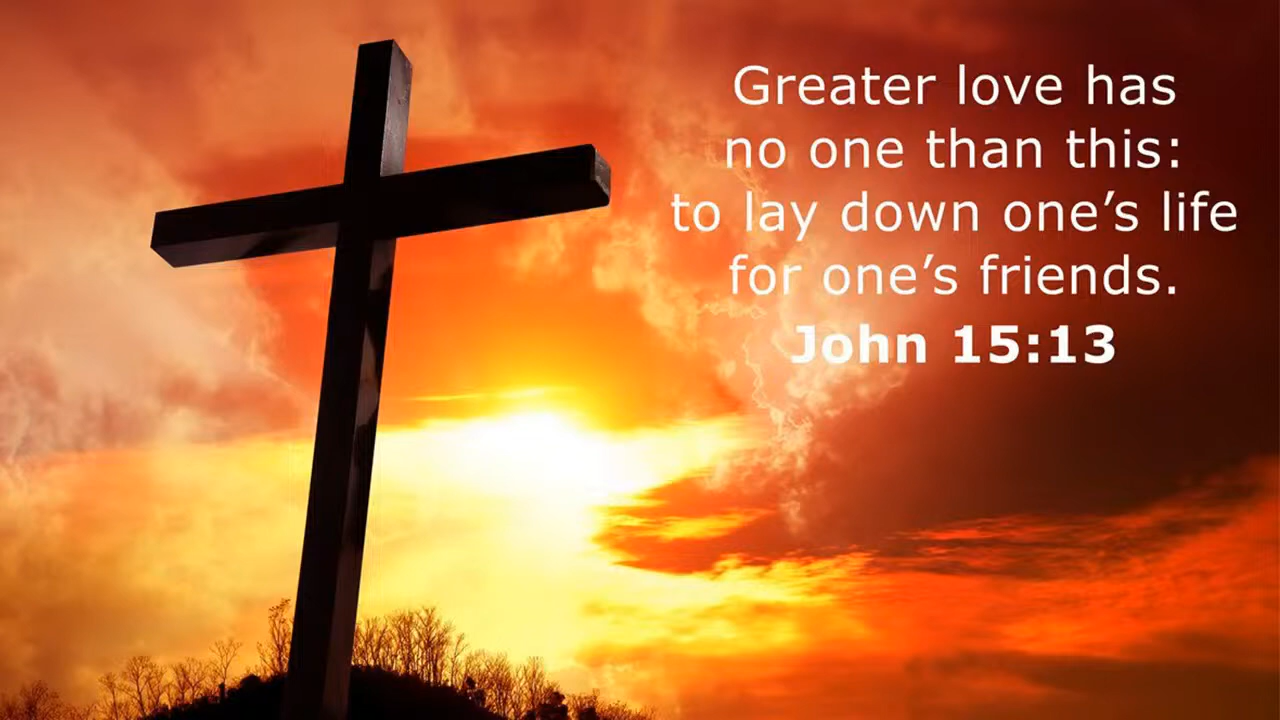 Greater love has
no one than this:
to lay down one’s life
for one’s friends.
John 15:13